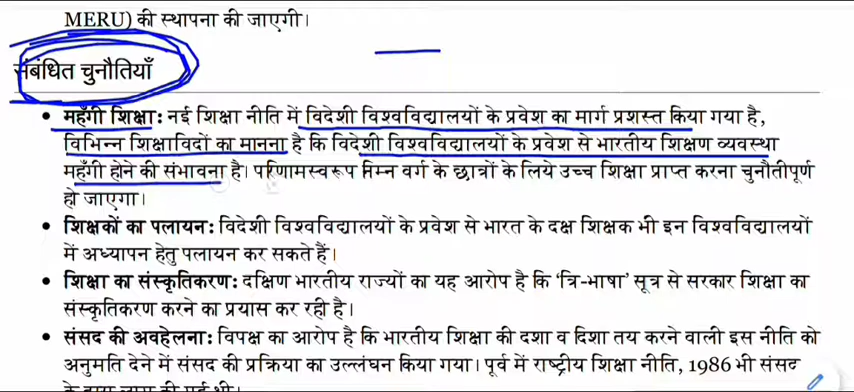 MERU) की स्थापना की जाएगी।
संबंधित चुनौतियाँ
• महँगी शिक्षा: नई शिक्षा नीति में विदेशी विश्वविद्यालयों के प्रवेश का मार्ग प्रशस्त किया गया है,
विभिन्न शिक्षाविदों का मानना है कि विदेशी विश्वविद्यालयों के प्रवेश से भारतीय शिक्षण व्यवस्था
महँगी होने की संभावना है। परिणामस्वरूप निम्न वर्ग के छात्रों के लिये उच्च शिक्षा प्राप्त करना चुनौतीपूर्ण
हो जाएगा।
• शिक्षकों का पलायन: विदेशी विश्वविद्यालयों के प्रवेश से भारत के दक्ष शिक्षक भी इन विश्वविद्यालयों
में अध्यापन हेतु पलायन कर सकते हैं।
• शिक्षा का संस्कृतिकरण: दक्षिण भारतीय राज्यों का यह आरोप है कि 'त्रि-भाषा' सूत्र से सरकार शिक्षा का
संस्कृतिकरण करने का प्रयास कर रही है।
• संसद की अवहेलना: विपक्ष का आरोप है कि भारतीय शिक्षा की दशा व दिशा तय करने वाली इस नीति को
अनुमति देने में संसद की प्रक्रिया का उल्लंघन किया गया। पूर्व में राष्ट्रीय शिक्षा नीति, 1986 भी संसद